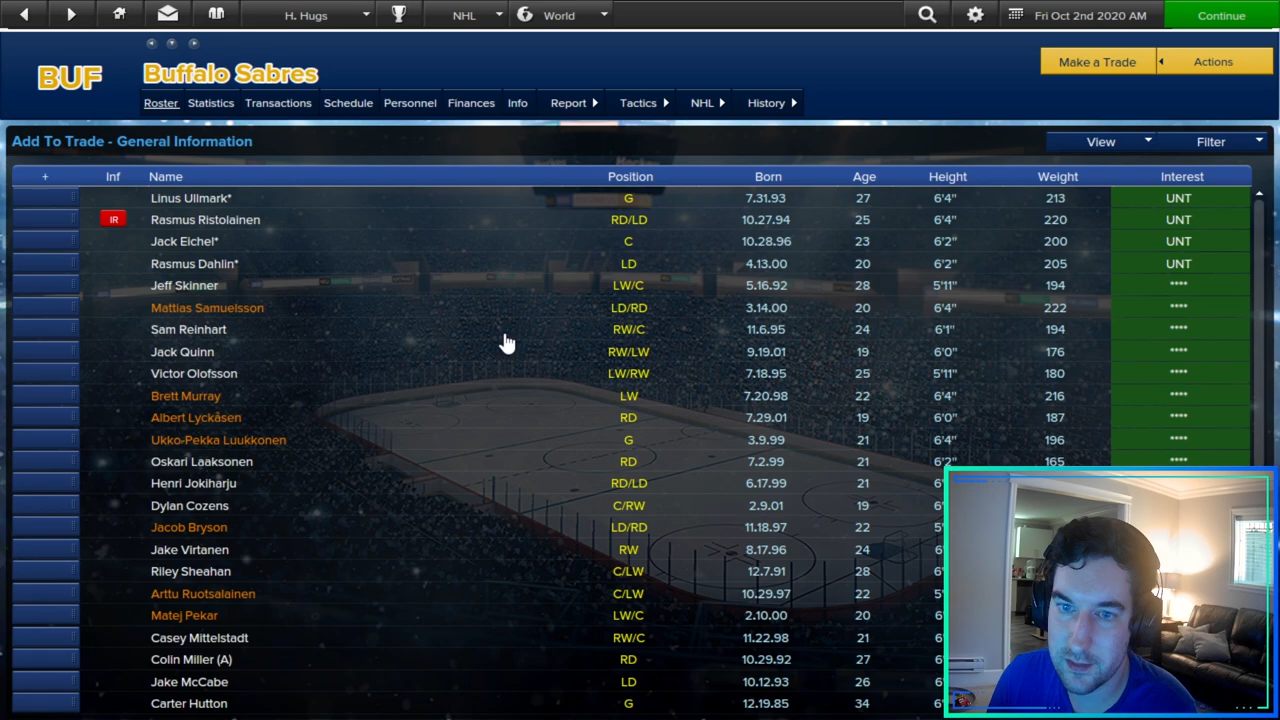 H. Hugs NHL World Fri Oct 2nd 2020 AM Continue
BUF Buffalo Sabres Make a Trade Actions
Roster Statistics Transactions Schedule Personnel Finances Info Report Tactics NHL History
Add To Trade - General Information View Filter
+ Inf Name Position Born Age Height Weight Interest
Linus Ullmark* G 7.31.93 27 6'4" 213 UNT
IR Rasmus Ristolainen RD/LD 10.27.94 25 6'4" 220 UNT
Jack Eichel* C 10.28.96 23 6'2" 200 UNT
Rasmus Dahlin* LD 4.13.00 20 6'2" 205 UNT
Jeff Skinner LW/C 5.16.92 28 5'11" 194 ****
Mattias Samuelsson LD/RD 3.14.00 20 6'4" 222 ****
Sam Reinhart RW/C 11.6.95 24 6'1" 194 ****
Jack Quinn RW/LW 9.19.01 19 6'0" 176 ****
Victor Olofsson LW/RW 7.18.95 25 5'11" 180 ****
Brett Murray LW 7.20.98 22 6'4" 216 ****
Albert Lyckåsen RD 7.29.01 19 6'0" 187 ****
Ukko-Pekka Luukkonen G 3.9.99 21 6'4" 196 ****
Oskari Laaksonen RD 7.2.99 21 6'2" 165 ****
Henri Jokiharju RD/LD 6.17.99 21
Dylan Cozens C/RW 2.9.01 19
Jacob Bryson LD/RD 11.18.97 22
Jake Virtanen RW 8.17.96 24
Riley Sheahan C/LW 12.7.91 28
Arttu Ruotsalainen C/LW 10.29.97 22
Matej Pekar LW/C 2.10.00 20
Casey Mittelstadt RW/C 11.22.98 21
Colin Miller (A) RD 10.29.92 27
Jake McCabe LD 10.12.93 26
Carter Hutton G 12.19.85 34